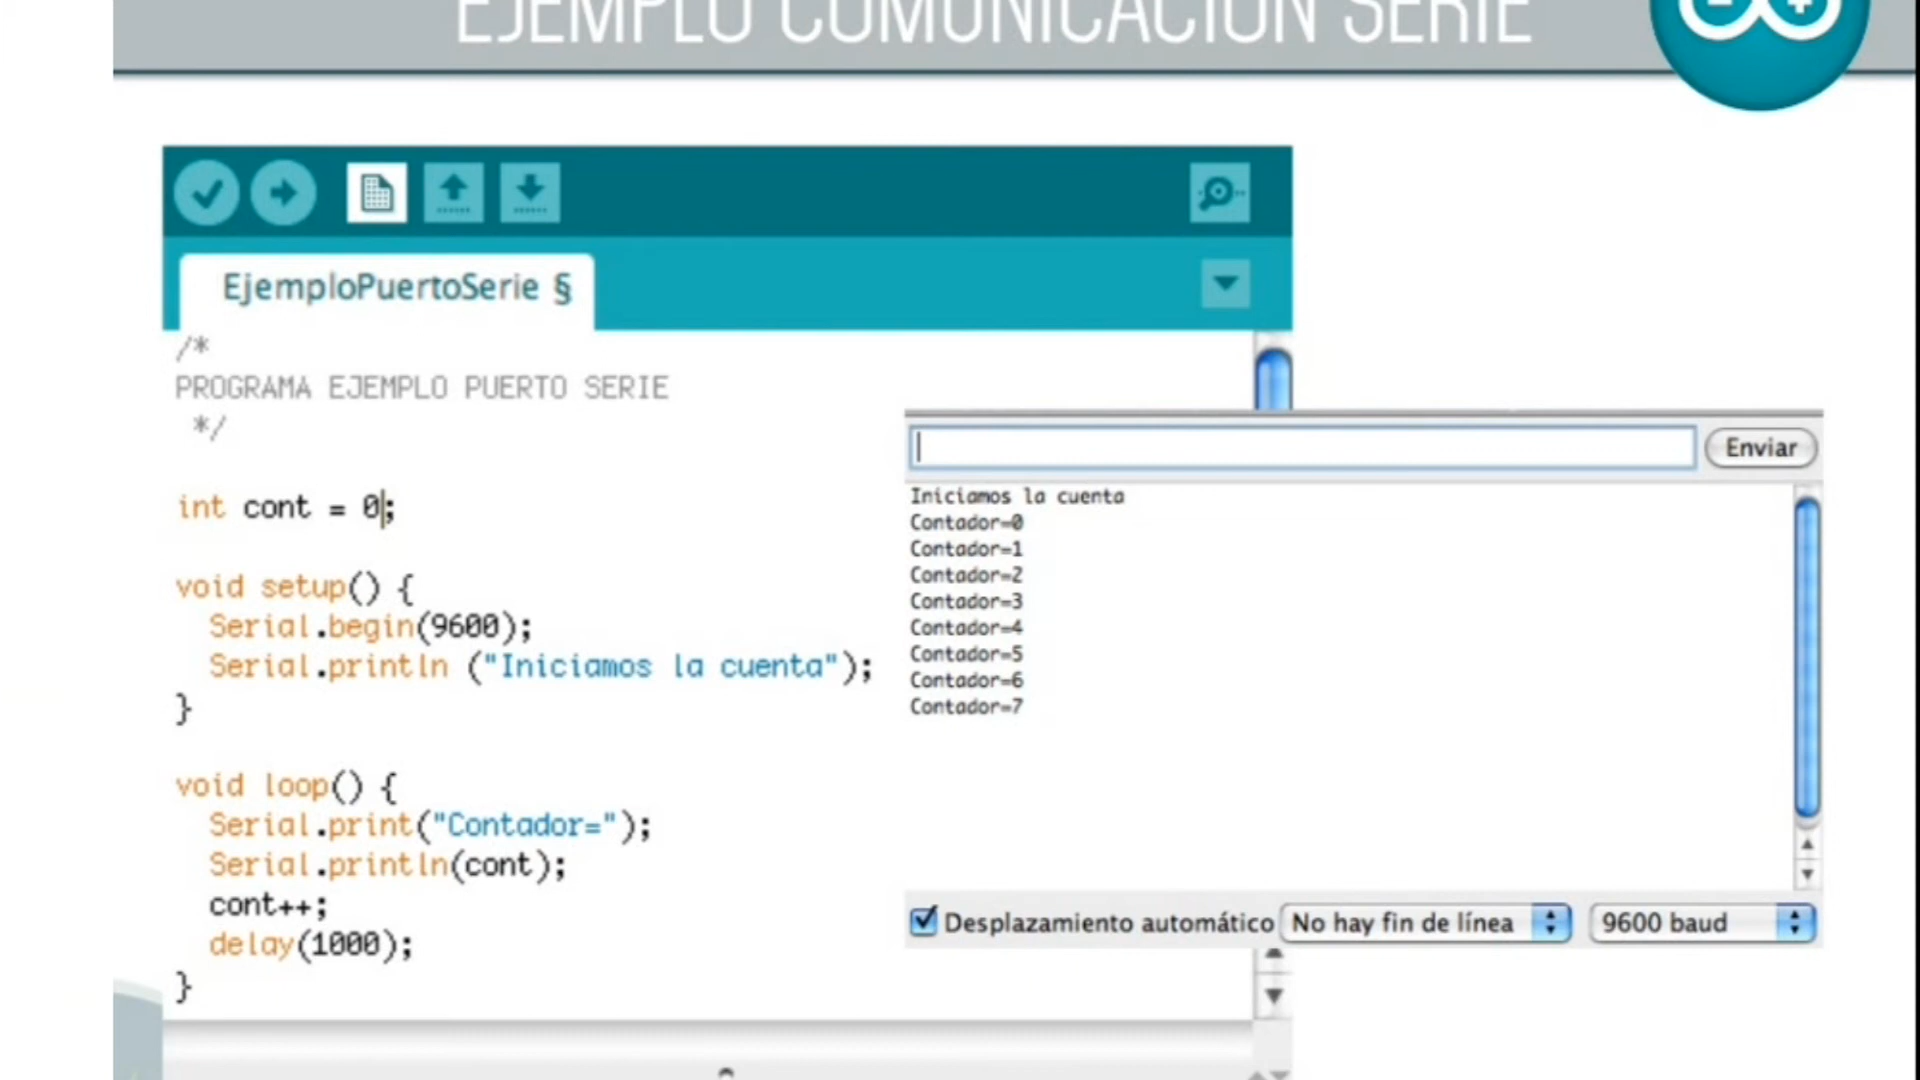 EJEMPLO COMUNICACIÓN SERIE
EjemploPuertoSerie §
/*
PROGRAMA EJEMPLO PUERTO SERIE
*/
int cont = 0;
void setup() {
Serial.begin(9600);
Serial.println ("Iniciamos la cuenta");
}
void loop() {
Serial.print("Contador=");
Serial.println(cont);
cont++;
delay(1000);
}
Enviar
Iniciamos la cuenta
Contador=0
Contador=1
Contador=2
Contador=3
Contador=4
Contador=5
Contador=6
Contador=7
Desplazamiento automático No hay fin de línea 9600 baud